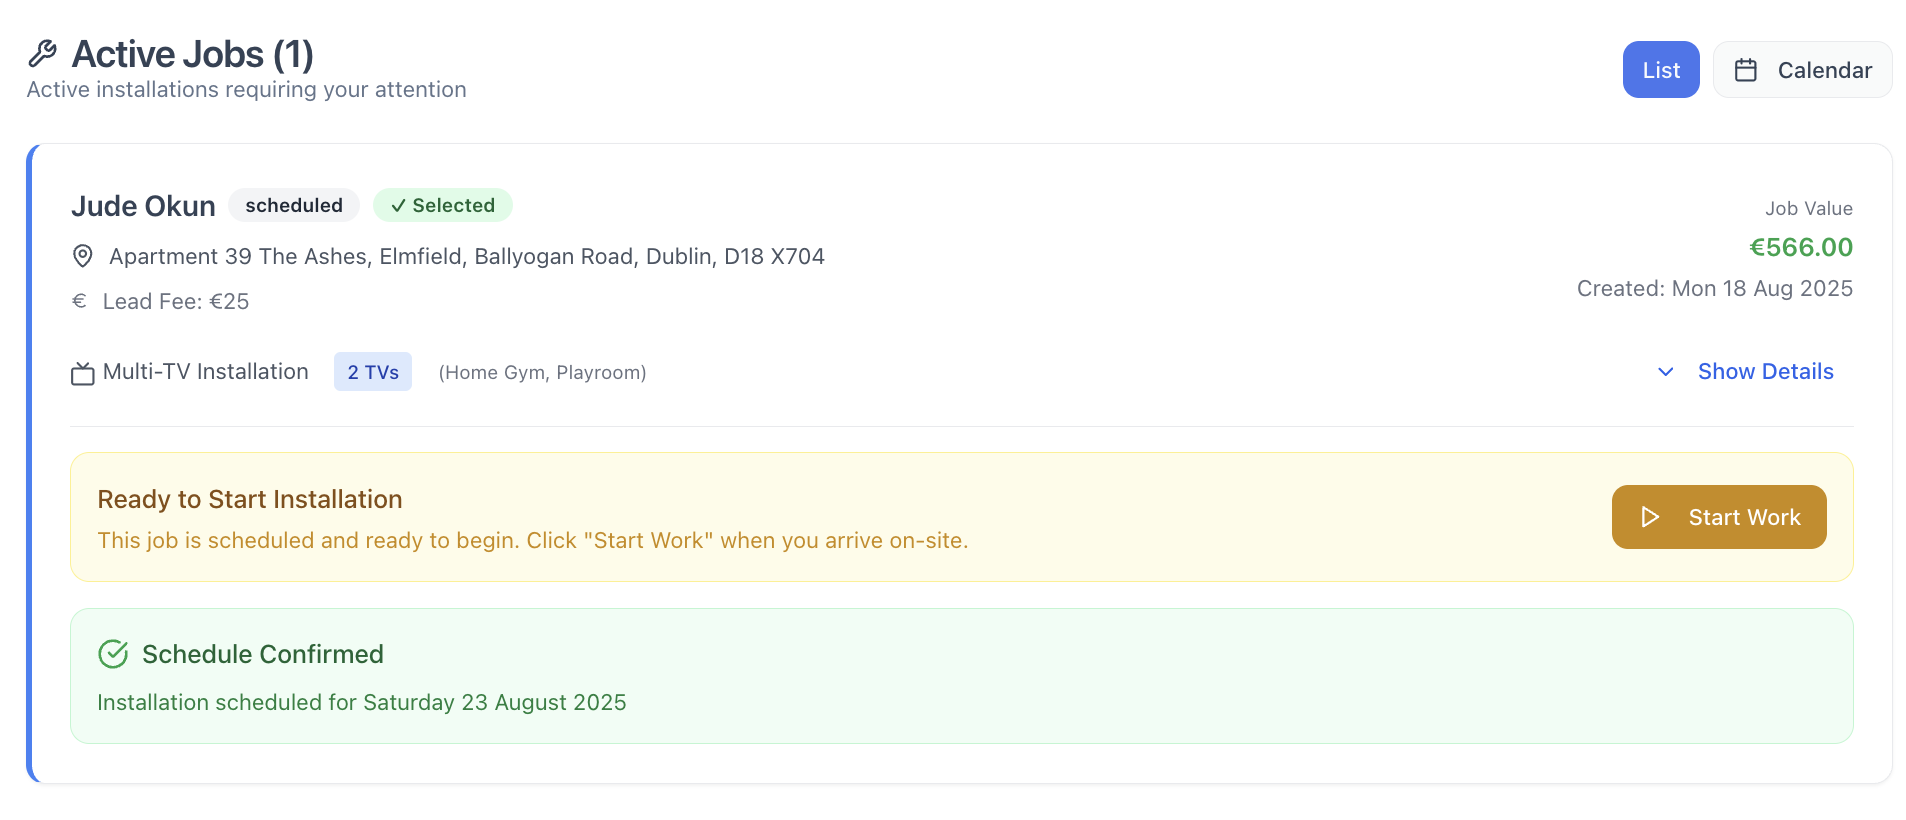 Active Jobs (1)
Active installations requiring your attention
List
Calendar
Jude Okun
scheduled
✓ Selected
Apartment 39 The Ashes, Elmfield, Ballyogan Road, Dublin, D18 X704
€ Lead Fee: €25
Job Value
€566.00
Created: Mon 18 Aug 2025
Multi-TV Installation
2 TVs
(Home Gym, Playroom)
Show Details
Ready to Start Installation
This job is scheduled and ready to begin. Click "Start Work" when you arrive on-site.
Start Work
Schedule Confirmed
Installation scheduled for Saturday 23 August 2025